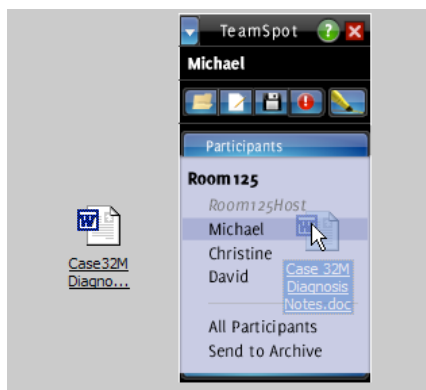 TeamSpot
Michael
Participants
Room 125
Room125Host
Michael
Christine
David
Case 32M
Diagnosis
Notes.doc
All Participants
Send to Archive
Case32M
Diagno...